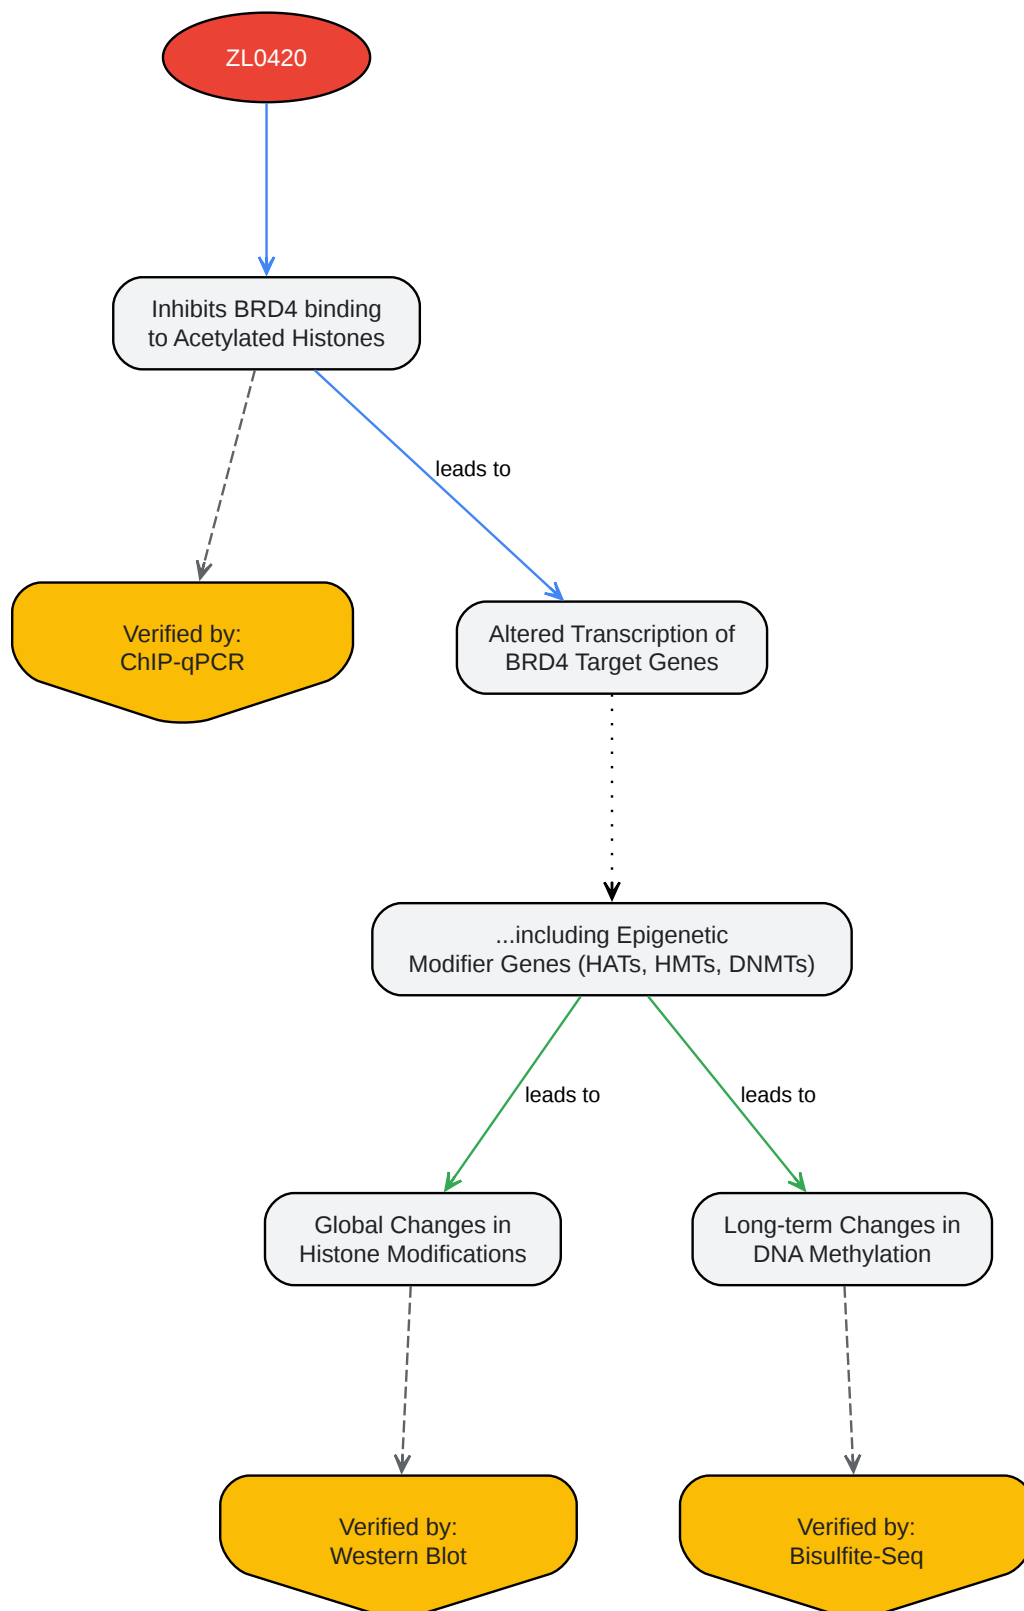 ZL0420
Inhibits BRD4 binding
to Acetylated Histones
leads to
Verified by:
ChIP-qPCR
Altered Transcription of
BRD4 Target Genes
...including Epigenetic
Modifier Genes (HATs, HMTs, DNMTs)
leads to
leads to
Global Changes in
Histone Modifications
Long-term Changes in
DNA Methylation
Verified by:
Western Blot
Verified by:
Bisulfite-Seq